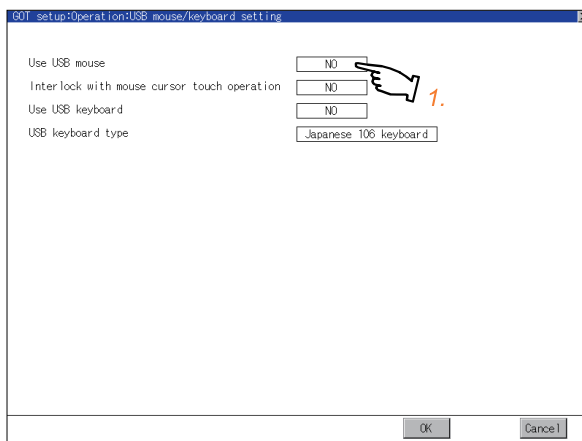 GOT setup:Operation:USB mouse/keyboard setting
Use USB mouse NO
Interlock with mouse cursor touch operation NO
1.
Use USB keyboard NO
USB keyboard type Japanese 106 keyboard
OK Cancel